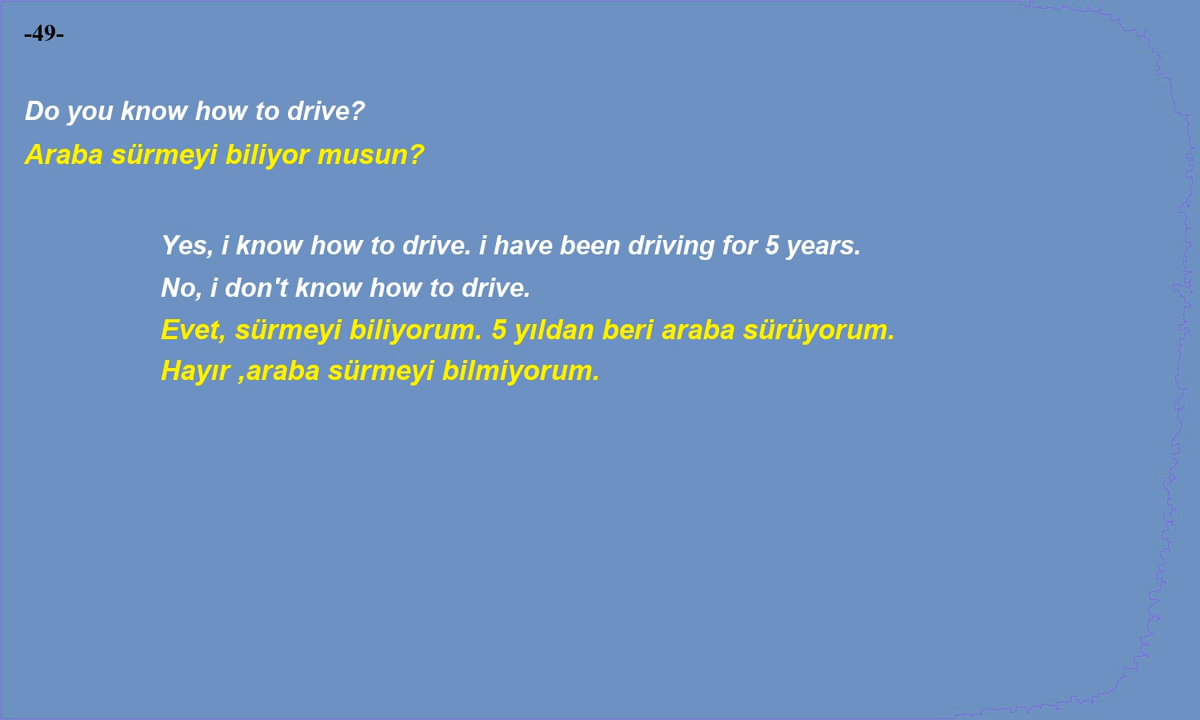 -49-
Do you know how to drive?
Araba sürmeyi biliyor musun?
Yes, i know how to drive. i have been driving for 5 years.
No, i don't know how to drive.
Evet, sürmeyi biliyorum. 5 yıldan beri araba sürüyorum.
Hayır ,araba sürmeyi bilmiyorum.